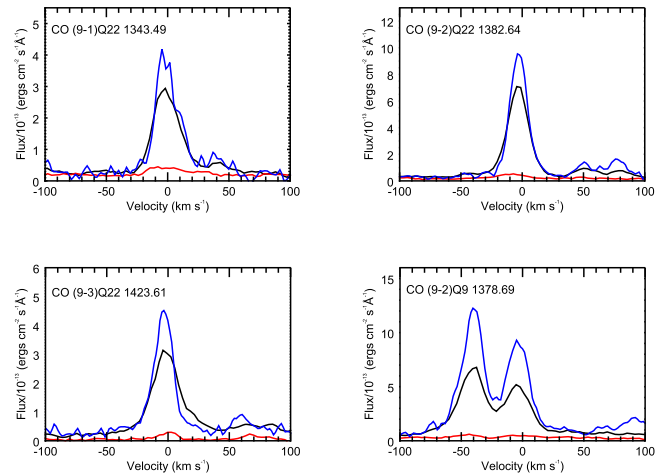 CO (9-1)Q22 1343.49
Flux/10⁻¹³ (ergs cm⁻² s⁻¹Å⁻¹)
5
4
3
2
1
0
-100 -50 0 50 100
Velocity (km s⁻¹)
CO (9-2)Q22 1382.64
Flux/10⁻¹³ (ergs cm⁻² s⁻¹Å⁻¹)
12
10
8
6
4
2
0
-100 -50 0 50 100
Velocity (km s⁻¹)
CO (9-3)Q22 1423.61
Flux/10⁻¹³ (ergs cm⁻² s⁻¹Å⁻¹)
6
5
4
3
2
1
0
-100 -50 0 50 100
Velocity (km s⁻¹)
CO (9-2)Q9 1378.69
Flux/10⁻¹³ (ergs cm⁻² s⁻¹Å⁻¹)
15
10
5
0
-100 -50 0 50 100
Velocity (km s⁻¹)